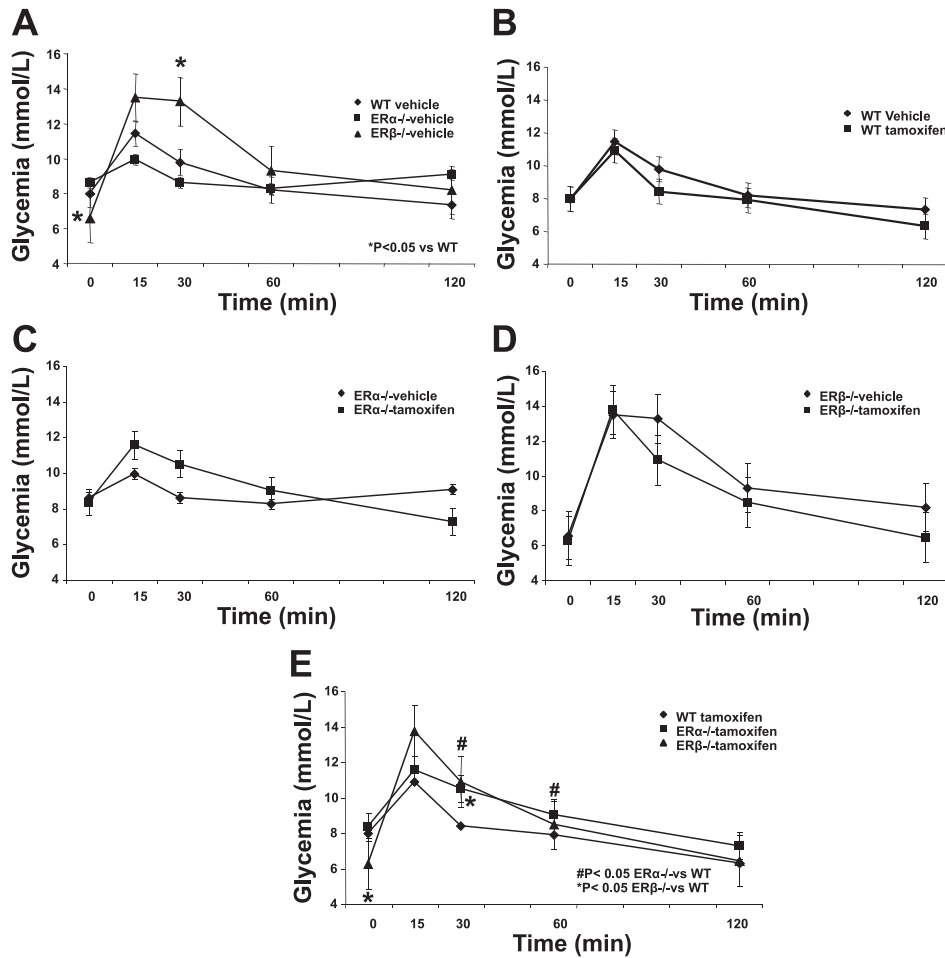 A
Glycemia (mmol/L)
16
14
12
10
8
6
4
*
*
WT vehicle
ERα-/-vehicle
ERβ-/-vehicle
*P<0.05 vs WT
0 15 30 60 120
Time (min)
B
Glycemia (mmol/L)
16
14
12
10
8
6
4
WT Vehicle
WT tamoxifen
0 15 30 60 120
Time (min)
C
Glycemia (mmol/L)
16
14
12
10
8
6
4
ERα-/-vehicle
ERα-/-tamoxifen
0 15 30 60 120
Time (min)
D
Glycemia (mmol/L)
16
14
12
10
8
6
4
ERβ-/-vehicle
ERβ-/-tamoxifen
0 15 30 60 120
Time (min)
E
Glycemia (mmol/L)
16
14
12
10
8
6
4
WT tamoxifen
ERα-/-tamoxifen
ERβ-/-tamoxifen
#
#
*
*
#P< 0.05 ERα-/-vs WT
*P< 0.05 ERβ-/-vs WT
0 15 30 60 120
Time (min)